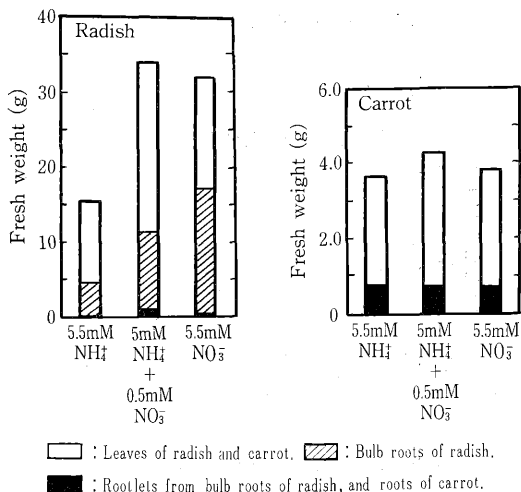 Radish
Fresh weight (g)
40
30
20
10
0
5.5mM NH₄⁺
5mM NH₄⁺ + 0.5mM NO₃⁻
5.5mM NO₃⁻
Carrot
Fresh weight (g)
6.0
4.0
2.0
0
5.5mM NH₄⁺
5mM NH₄⁺ + 0.5mM NO₃⁻
5.5mM NO₃⁻
: Leaves of radish and carrot. : Bulb roots of radish.
: Rootlets from bulb roots of radish, and roots of carrot.